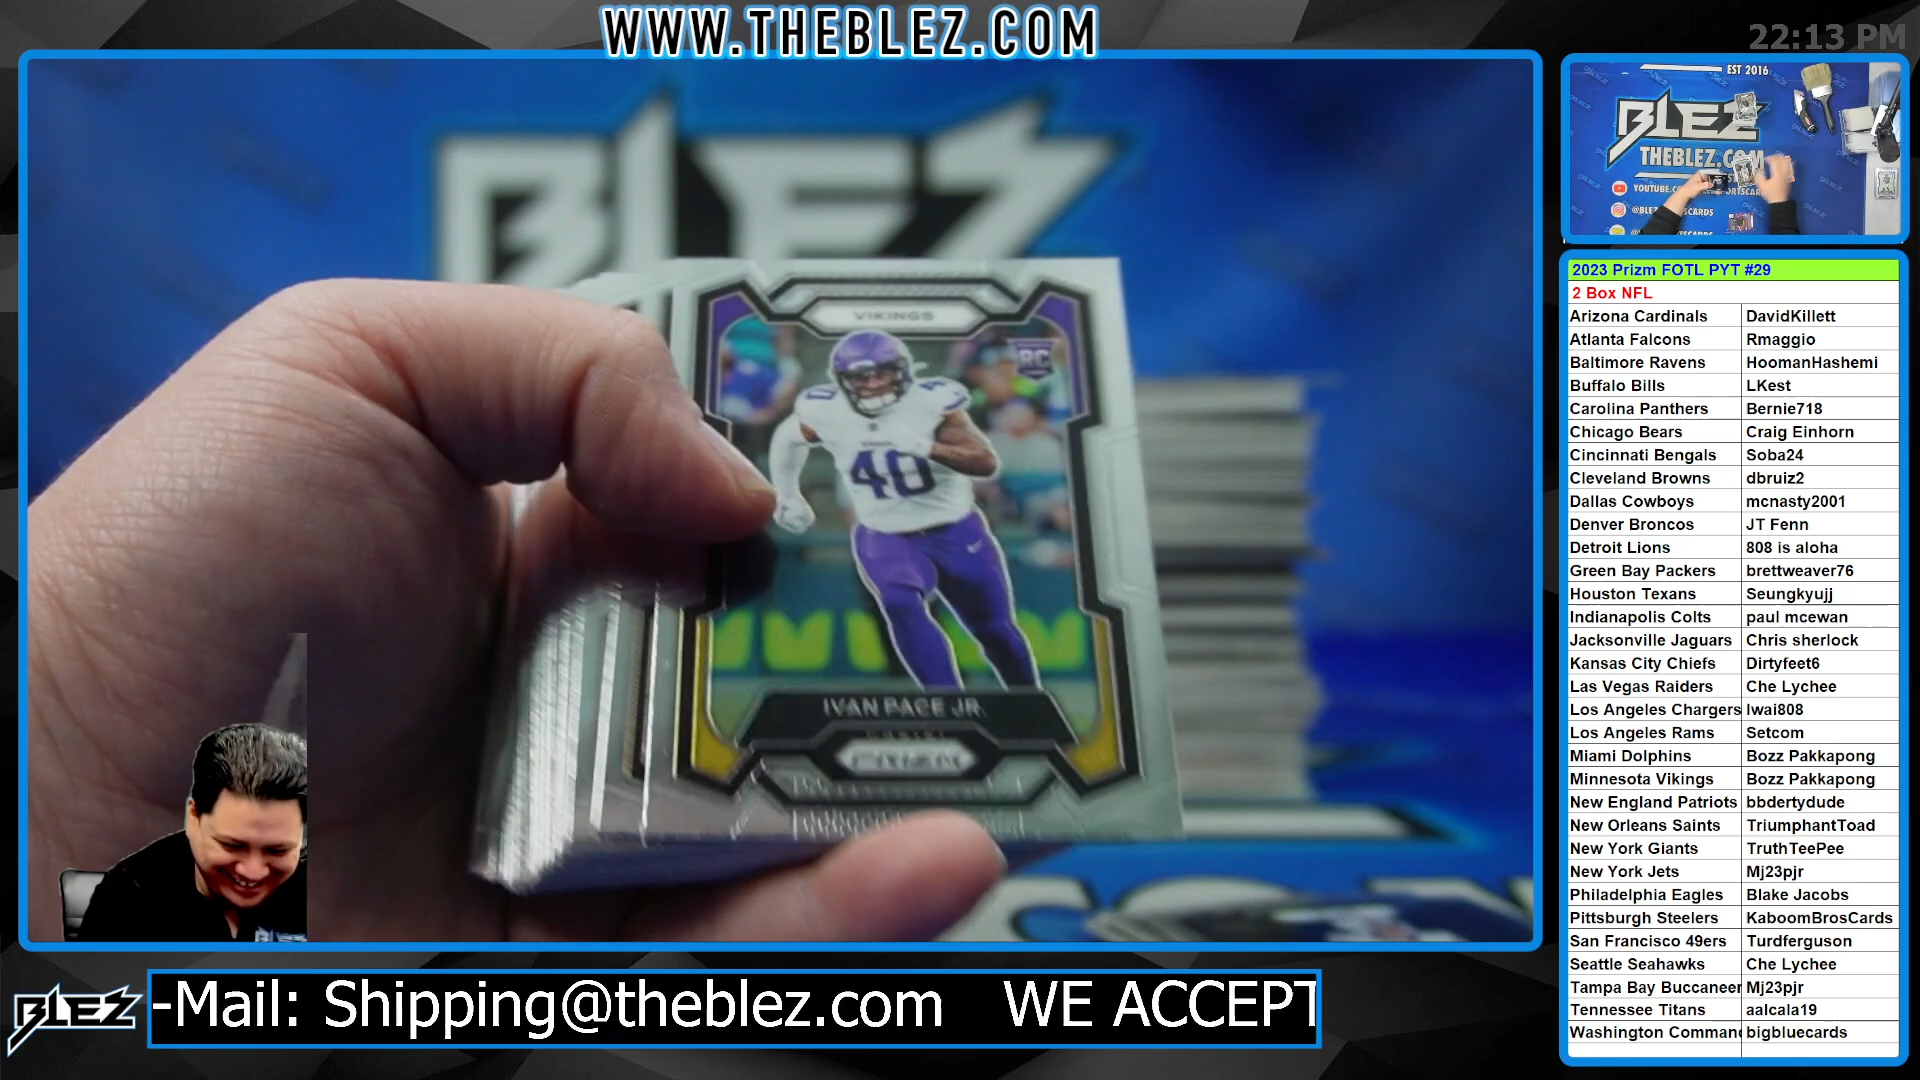 WWW.THEBLEZ.COM
22:13 PM
EST 2016
BLEZ
THEBLEZ.COM
BLEZ
VIKINGS
RC
40
40
IVAN PACE JR.
PANINI
PRIZM
2023 Prizm FOTL PYT #29
2 Box NFL
Arizona Cardinals DavidKillett
Atlanta Falcons Rmaggio
Baltimore Ravens HoomanHashemi
Buffalo Bills LKest
Carolina Panthers Bernie718
Chicago Bears Craig Einhorn
Cincinnati Bengals Soba24
Cleveland Browns dbruiz2
Dallas Cowboys mcnasty2001
Denver Broncos JT Fenn
Detroit Lions 808 is aloha
Green Bay Packers brettweaver76
Houston Texans Seungkyujj
Indianapolis Colts paul mcewan
Jacksonville Jaguars Chris sherlock
Kansas City Chiefs Dirtyfeet6
Las Vegas Raiders Che Lychee
Los Angeles Chargers Iwai808
Los Angeles Rams Setcom
Miami Dolphins Bozz Pakkapong
Minnesota Vikings Bozz Pakkapong
New England Patriots bbdertydude
New Orleans Saints TriumphantToad
New York Giants TruthTeePee
New York Jets Mj23pjr
Philadelphia Eagles Blake Jacobs
Pittsburgh Steelers KaboomBrosCards
San Francisco 49ers Turdferguson
Seattle Seahawks Che Lychee
Tampa Bay Buccaneer Mj23pjr
Tennessee Titans aalcala19
Washington Command bigbluecards
BLEZ
-Mail: Shipping@theblez.com WE ACCEPT